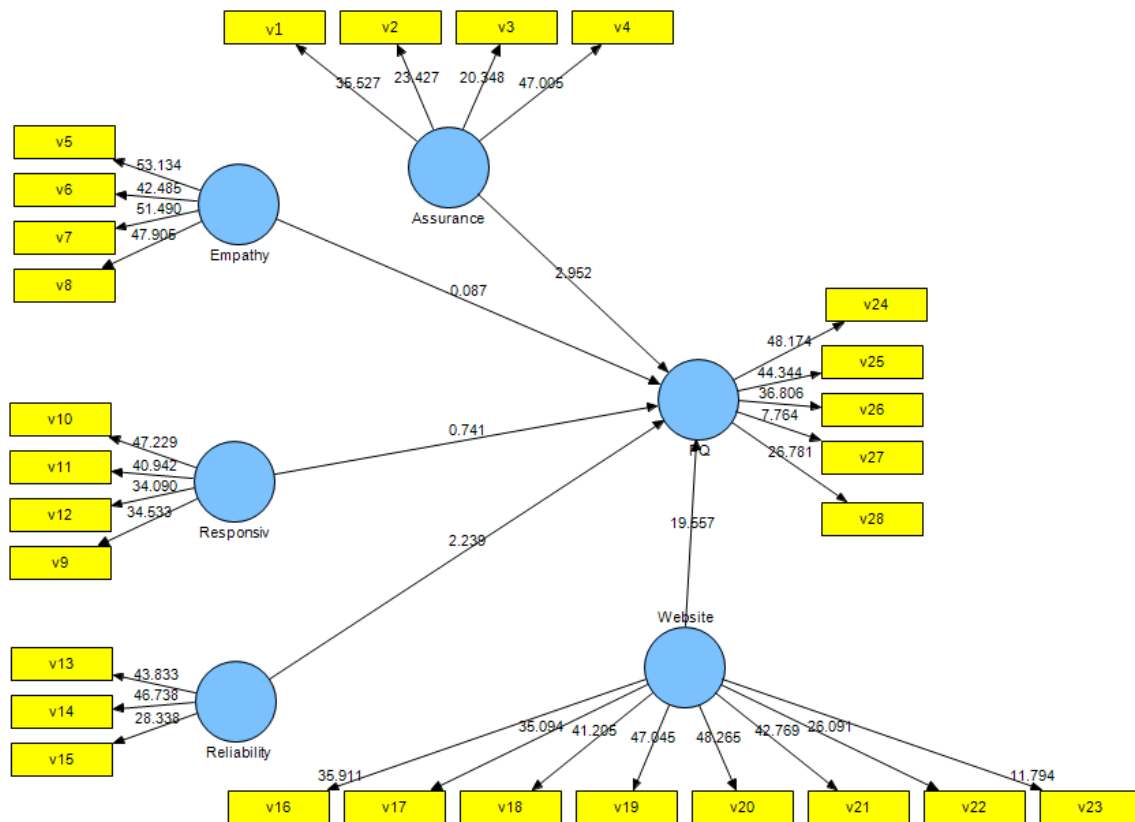 v1
v2
v3
v4
35.527
23.427
20.348
47.005
Assurance
v5
v6
v7
v8
53.134
42.485
51.490
47.905
Empathy
2.952
0.087
v24
v25
v26
v27
v28
48.174
44.344
36.806
7.764
26.781
PQ
v10
v11
v12
v9
47.229
40.942
34.090
34.533
Responsiv
0.741
2.239
19.557
Website
v13
v14
v15
43.833
46.738
28.338
Reliability
35.911
35.094
41.205
47.045
48.265
42.769
26.091
11.794
v16
v17
v18
v19
v20
v21
v22
v23